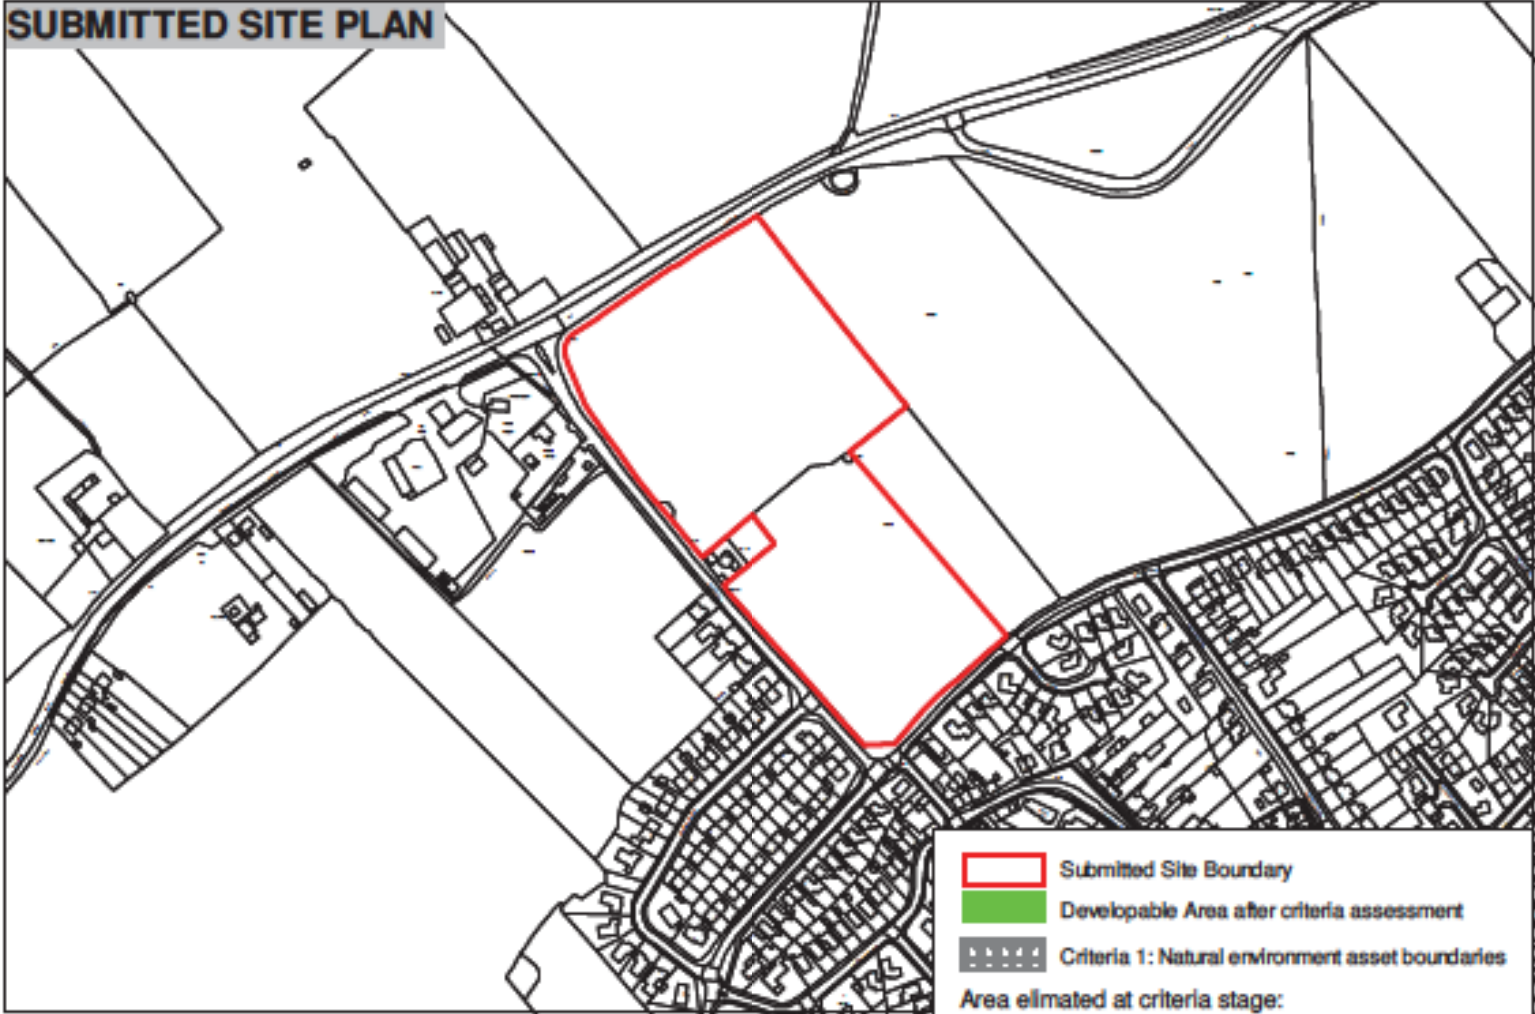 SUBMITTED SITE PLAN
Submitted Site Boundary
Developable Area after criteria assessment
Criteria 1: Natural environment asset boundaries
Area elimated at criteria stage: